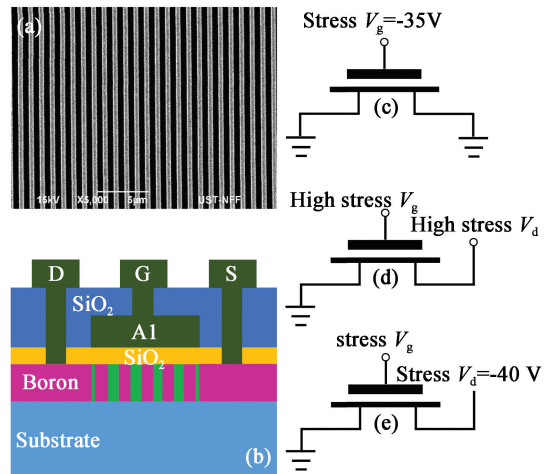 (a)
15kV X5,000 5μm UST-NFF
Stress Vg=-35V
(c)
High stress Vg
High stress Vd
(d)
stress Vg
Stress Vd=-40 V
(e)
D G S
SiO2
A1
SiO2
Boron
Substrate
(b)